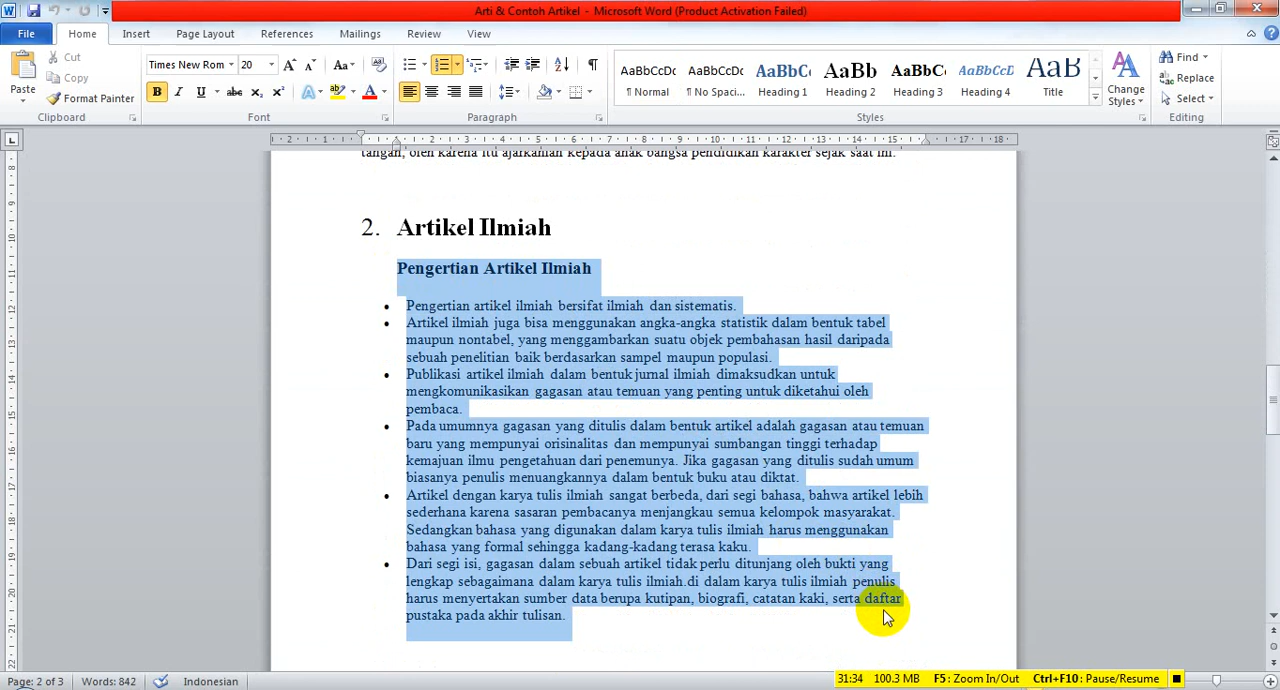 Arti & Contoh Artikel - Microsoft Word (Product Activation Failed)
File Home Insert Page Layout References Mailings Review View
Cut
Copy
Format Painter
Paste
Clipboard
Times New Rom 20
Font
Paragraph
AaBbCcDc AaBbCcDc AaBbC AaBb AaBbC AaBbCcI AaB
¶ Normal ¶ No Spaci... Heading 1 Heading 2 Heading 3 Heading 4 Title
Change Styles
Styles
Find
Replace
Select
Editing
tangan, oleh karena itu ajarkanlah kepada anak bangsa pendidikan karakter sejak saat ini.
2. Artikel Ilmiah
Pengertian Artikel Ilmiah
• Pengertian artikel ilmiah bersifat ilmiah dan sistematis.
• Artikel ilmiah juga bisa menggunakan angka-angka statistik dalam bentuk tabel
maupun nontabel, yang menggambarkan suatu objek pembahasan hasil daripada
sebuah penelitian baik berdasarkan sampel maupun populasi.
• Publikasi artikel ilmiah dalam bentuk jurnal ilmiah dimaksudkan untuk
mengkomunikasikan gagasan atau temuan yang penting untuk diketahui oleh
pembaca.
• Pada umumnya gagasan yang ditulis dalam bentuk artikel adalah gagasan atau temuan
baru yang mempunyai orisinalitas dan mempunyai sumbangan tinggi terhadap
kemajuan ilmu pengetahuan dari penemunya. Jika gagasan yang ditulis sudah umum
biasanya penulis menuangkannya dalam bentuk buku atau diktat.
• Artikel dengan karya tulis ilmiah sangat berbeda, dari segi bahasa, bahwa artikel lebih
sederhana karena sasaran pembacanya menjangkau semua kelompok masyarakat.
Sedangkan bahasa yang digunakan dalam karya tulis ilmiah harus menggunakan
bahasa yang formal sehingga kadang-kadang terasa kaku.
• Dari segi isi, gagasan dalam sebuah artikel tidak perlu ditunjang oleh bukti yang
lengkap sebagaimana dalam karya tulis ilmiah.di dalam karya tulis ilmiah penulis
harus menyertakan sumber data berupa kutipan, biografi, catatan kaki, serta daftar
pustaka pada akhir tulisan.
Page: 2 of 3 Words: 842 Indonesian
31:34 100.3 MB F5: Zoom In/Out Ctrl+F10: Pause/Resume